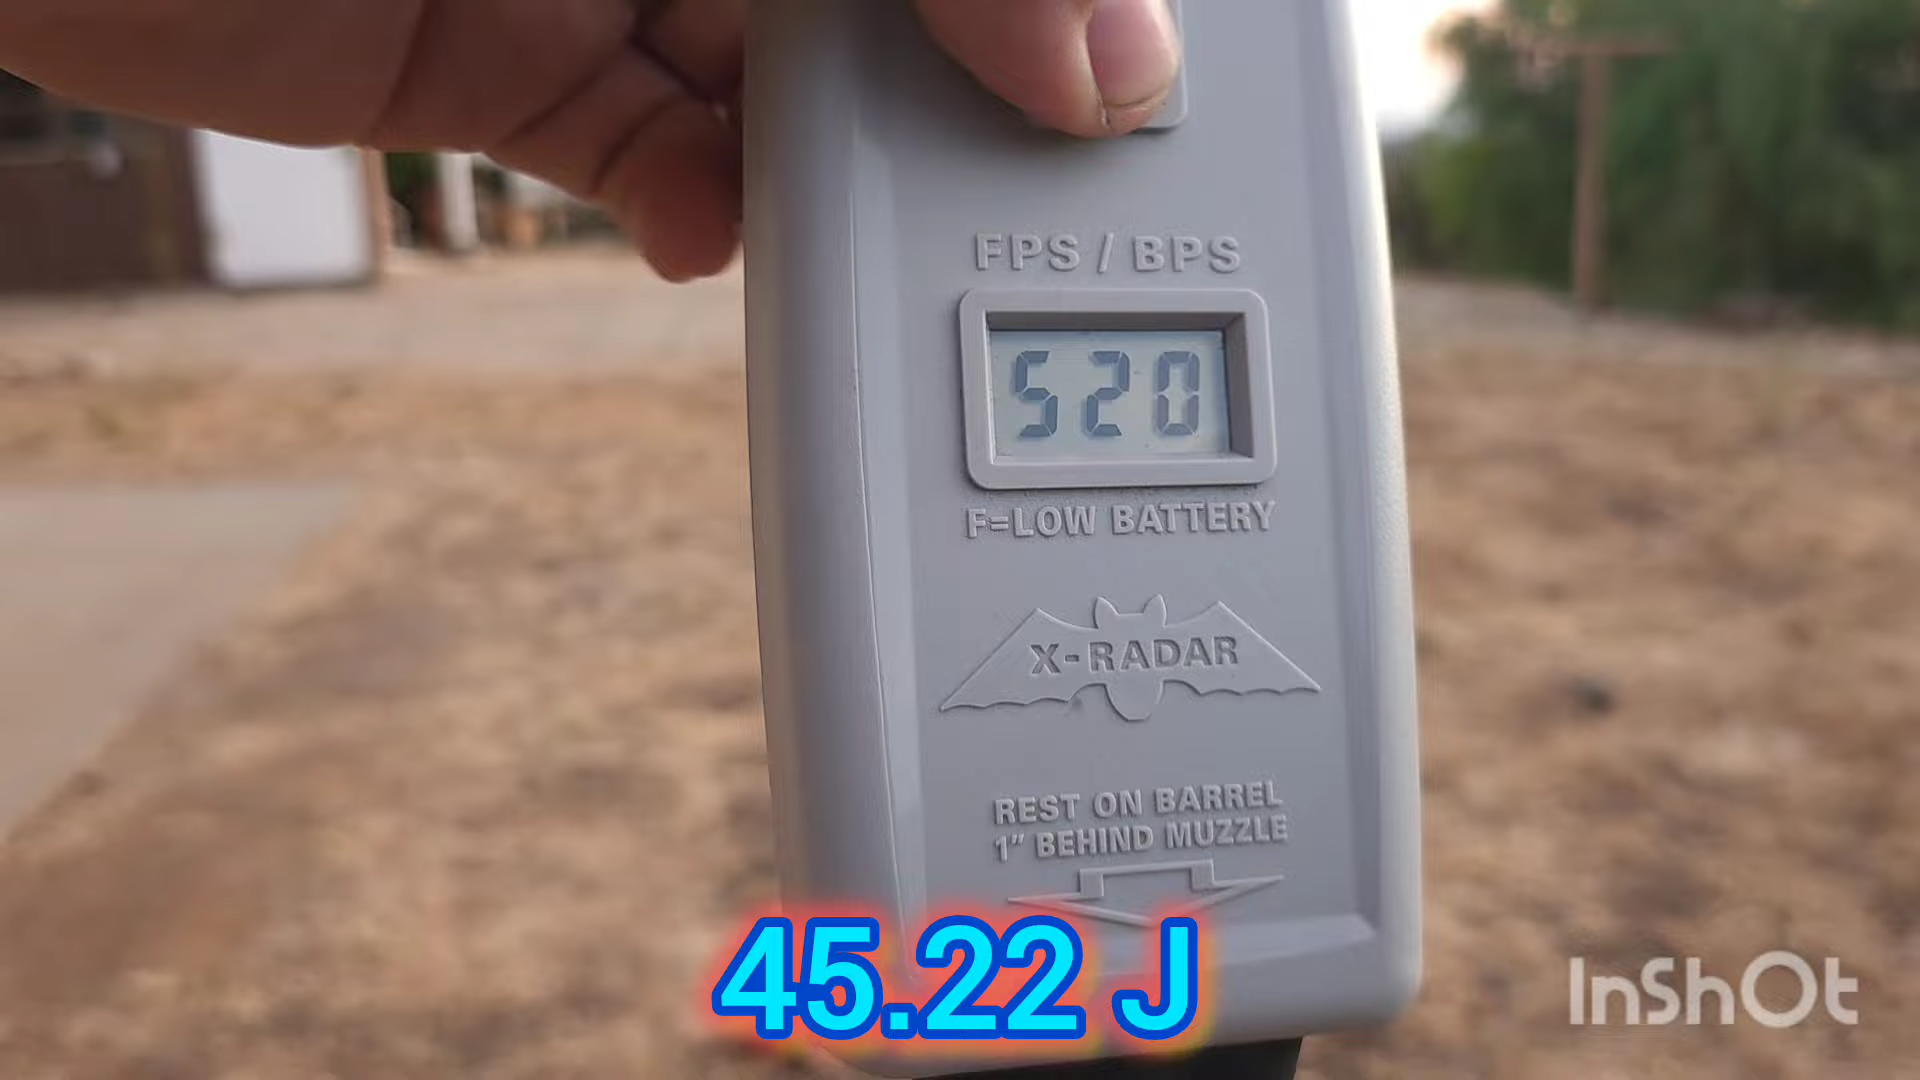 FPS / BPS
520
F=LOW BATTERY
X-RADAR
REST ON BARREL
1" BEHIND MUZZLE
45.22 J
InShOt